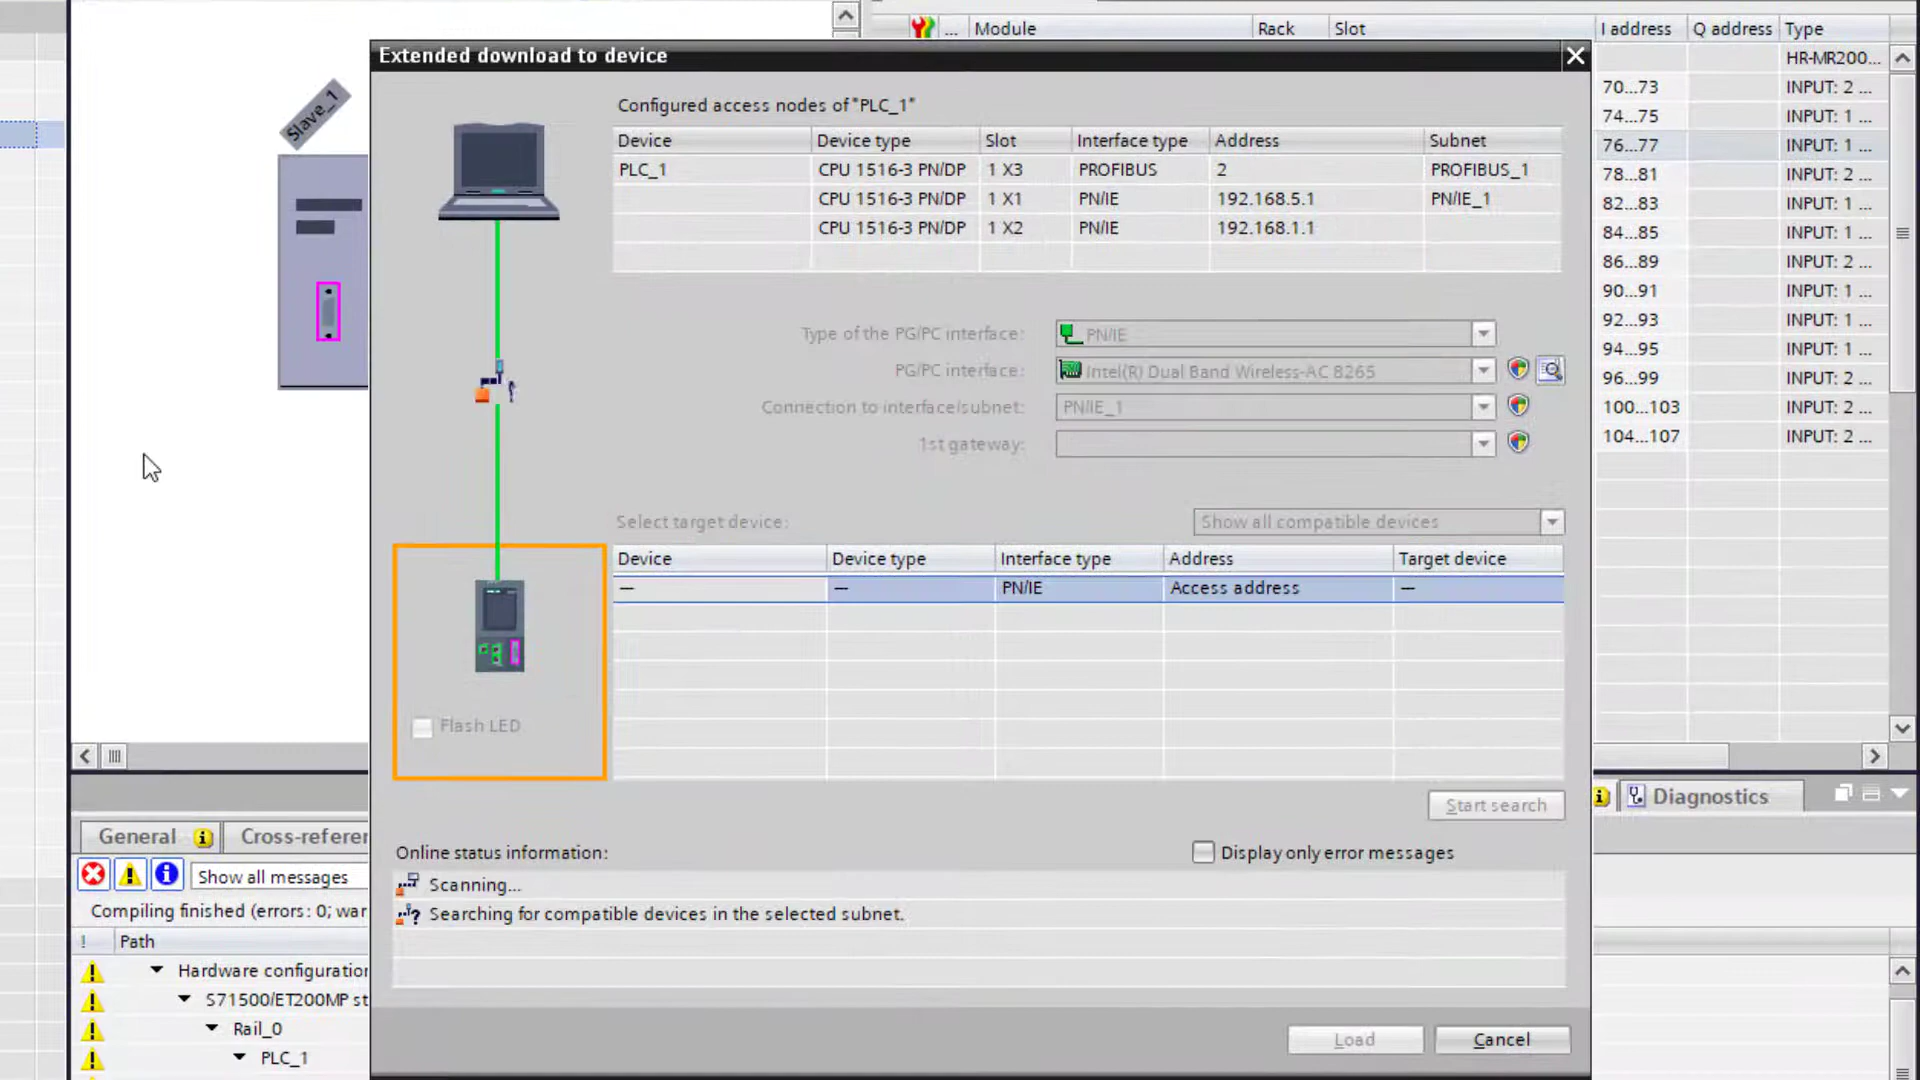 ... Module Rack Slot I address Q address Type
Extended download to device
HR-MR200...
Slave_1
70...73 INPUT: 2 ...
74...75 INPUT: 1 ...
76...77 INPUT: 1 ...
78...81 INPUT: 2 ...
82...83 INPUT: 1 ...
84...85 INPUT: 1 ...
86...89 INPUT: 2 ...
90...91 INPUT: 1 ...
92...93 INPUT: 1 ...
94...95 INPUT: 1 ...
96...99 INPUT: 2 ...
100...103 INPUT: 2 ...
104...107 INPUT: 2 ...
Configured access nodes of "PLC_1"
Device Device type Slot Interface type Address Subnet
PLC_1 CPU 1516-3 PN/DP 1 X3 PROFIBUS 2 PROFIBUS_1
CPU 1516-3 PN/DP 1 X1 PN/IE 192.168.5.1 PN/IE_1
CPU 1516-3 PN/DP 1 X2 PN/IE 192.168.1.1
Type of the PG/PC interface: PN/IE
PG/PC interface: Intel(R) Dual Band Wireless-AC 8265
Connection to interface/subnet: PN/IE_1
1st gateway:
Select target device: Show all compatible devices
Device Device type Interface type Address Target device
— — PN/IE Access address —
Flash LED
Start search
Online status information: Display only error messages
Scanning...
Searching for compatible devices in the selected subnet.
Load Cancel
Diagnostics
General Cross-referen
Show all messages
Compiling finished (errors: 0; war
! Path
Hardware configuration
S71500/ET200MP st
Rail_0
PLC_1